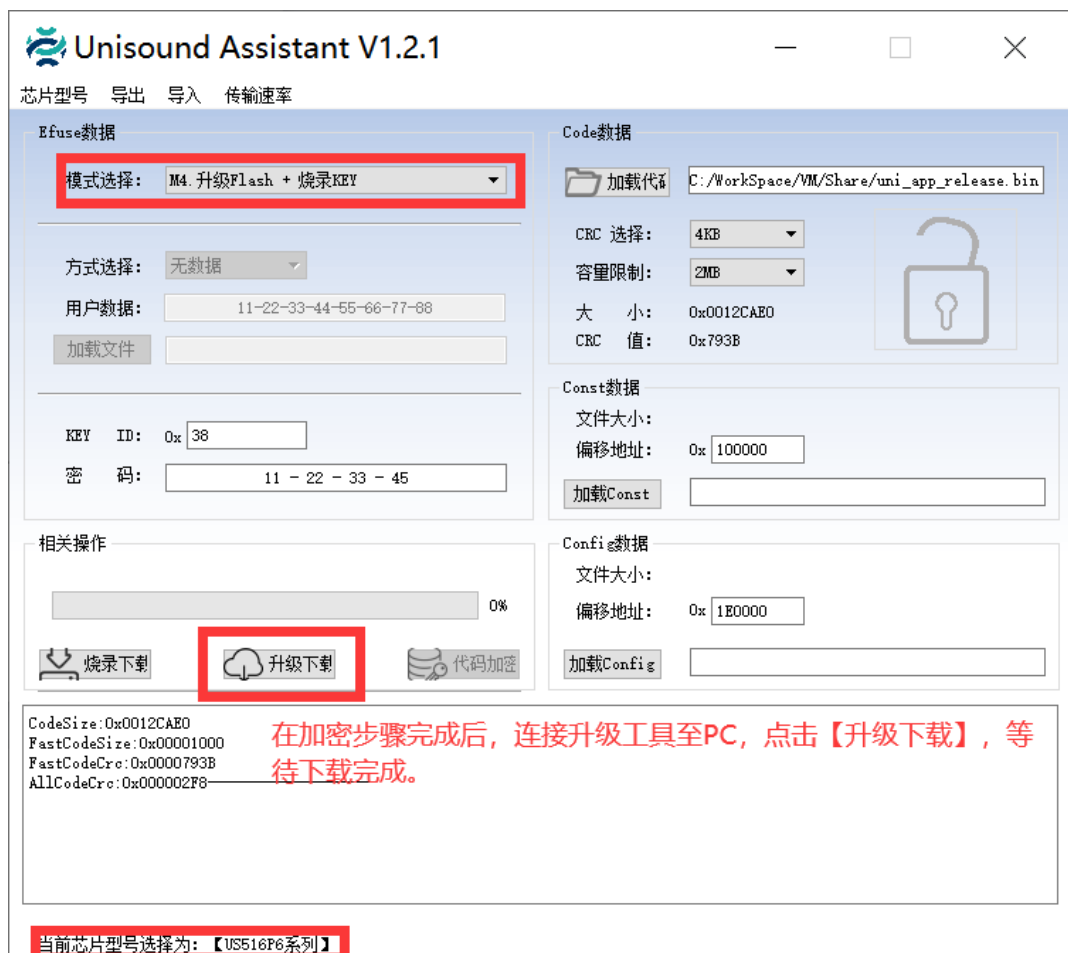 Unisound Assistant V1.2.1
芯片型号 导出 导入 传输速率
Efuse数据
模式选择: M4.升级Flash + 烧录KEY
方式选择: 无数据
用户数据: 11-22-33-44-55-66-77-88
加载文件
KEY ID: 0x 38
密 码: 11 - 22 - 33 - 45
Code数据
加载代码 C:/WorkSpace/VM/Share/uni_app_release.bin
CRC 选择: 4KB
容量限制: 2MB
大 小: 0x0012CAE0
CRC 值: 0x793B
Const数据
文件大小:
偏移地址: 0x 100000
加载Const
相关操作
0%
烧录下载 升级下载 代码加密
Config数据
文件大小:
偏移地址: 0x 1E0000
加载Config
CodeSize:0x0012CAE0
FastCodeSize:0x00001000
FastCodeCrc:0x0000793B
AllCodeCrc:0x000002F8
在加密步骤完成后，连接升级工具至PC，点击【升级下载】，等
待下载完成。
当前芯片型号选择为: 【US516P6系列】